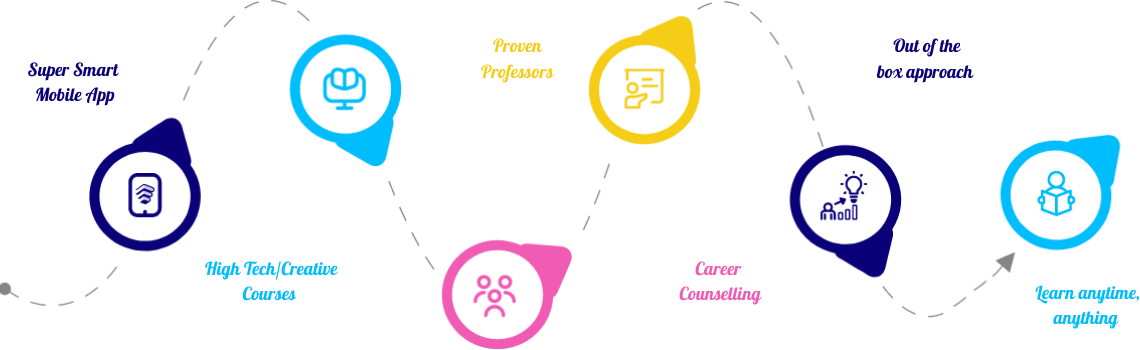 Super Smart
Mobile App
High Tech/Creative
Courses
Proven
Professors
Career
Counselling
Out of the
box approach
Learn anytime,
anything